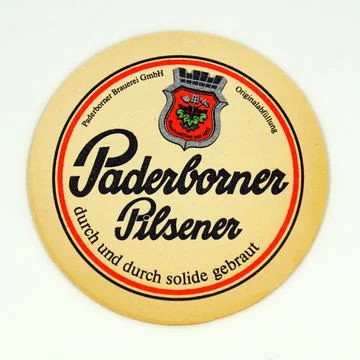 Paderborner Brauerei GmbH
Originalabfüllung
Paderborner
Pilsener
durch und durch solide gebraut